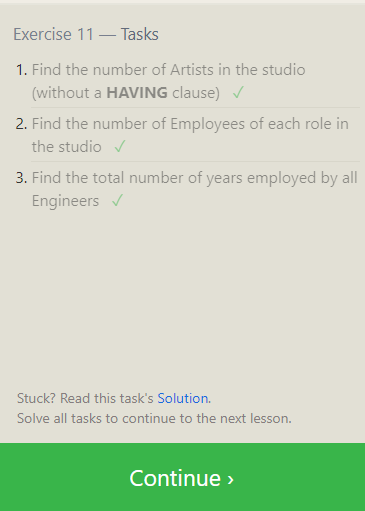 Exercise 11 — Tasks
1. Find the number of Artists in the studio
(without a HAVING clause) ✓
2. Find the number of Employees of each role in
the studio ✓
3. Find the total number of years employed by all
Engineers ✓
Stuck? Read this task's Solution.
Solve all tasks to continue to the next lesson.
Continue ›